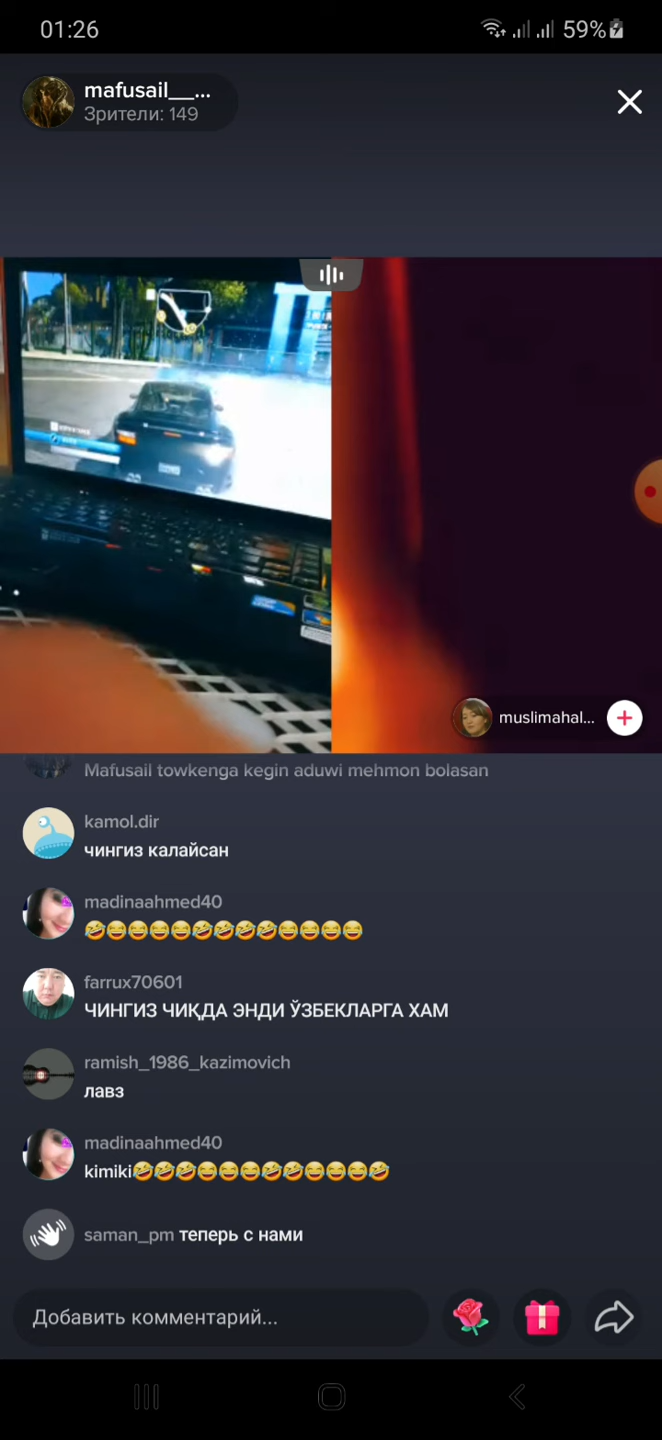 01:26
59%
mafusail__...
Зрители: 149
muslimahal...
Mafusail towkenga kegin aduwi mehmon bolasan
kamol.dir
чингиз калайсан
madinaahmed40
🤣😂😂😂😂🤣🤣🤣🤣😂😂😂😂
farrux70601
ЧИНГИЗ ЧИҚДА ЭНДИ ЎЗБЕКЛАРГА ХАМ
ramish_1986_kazimovich
лавз
madinaahmed40
kimiki🤣🤣🤣😂😂😂🤣🤣😂😂😂🤣
saman_pm теперь с нами
Добавить комментарий...